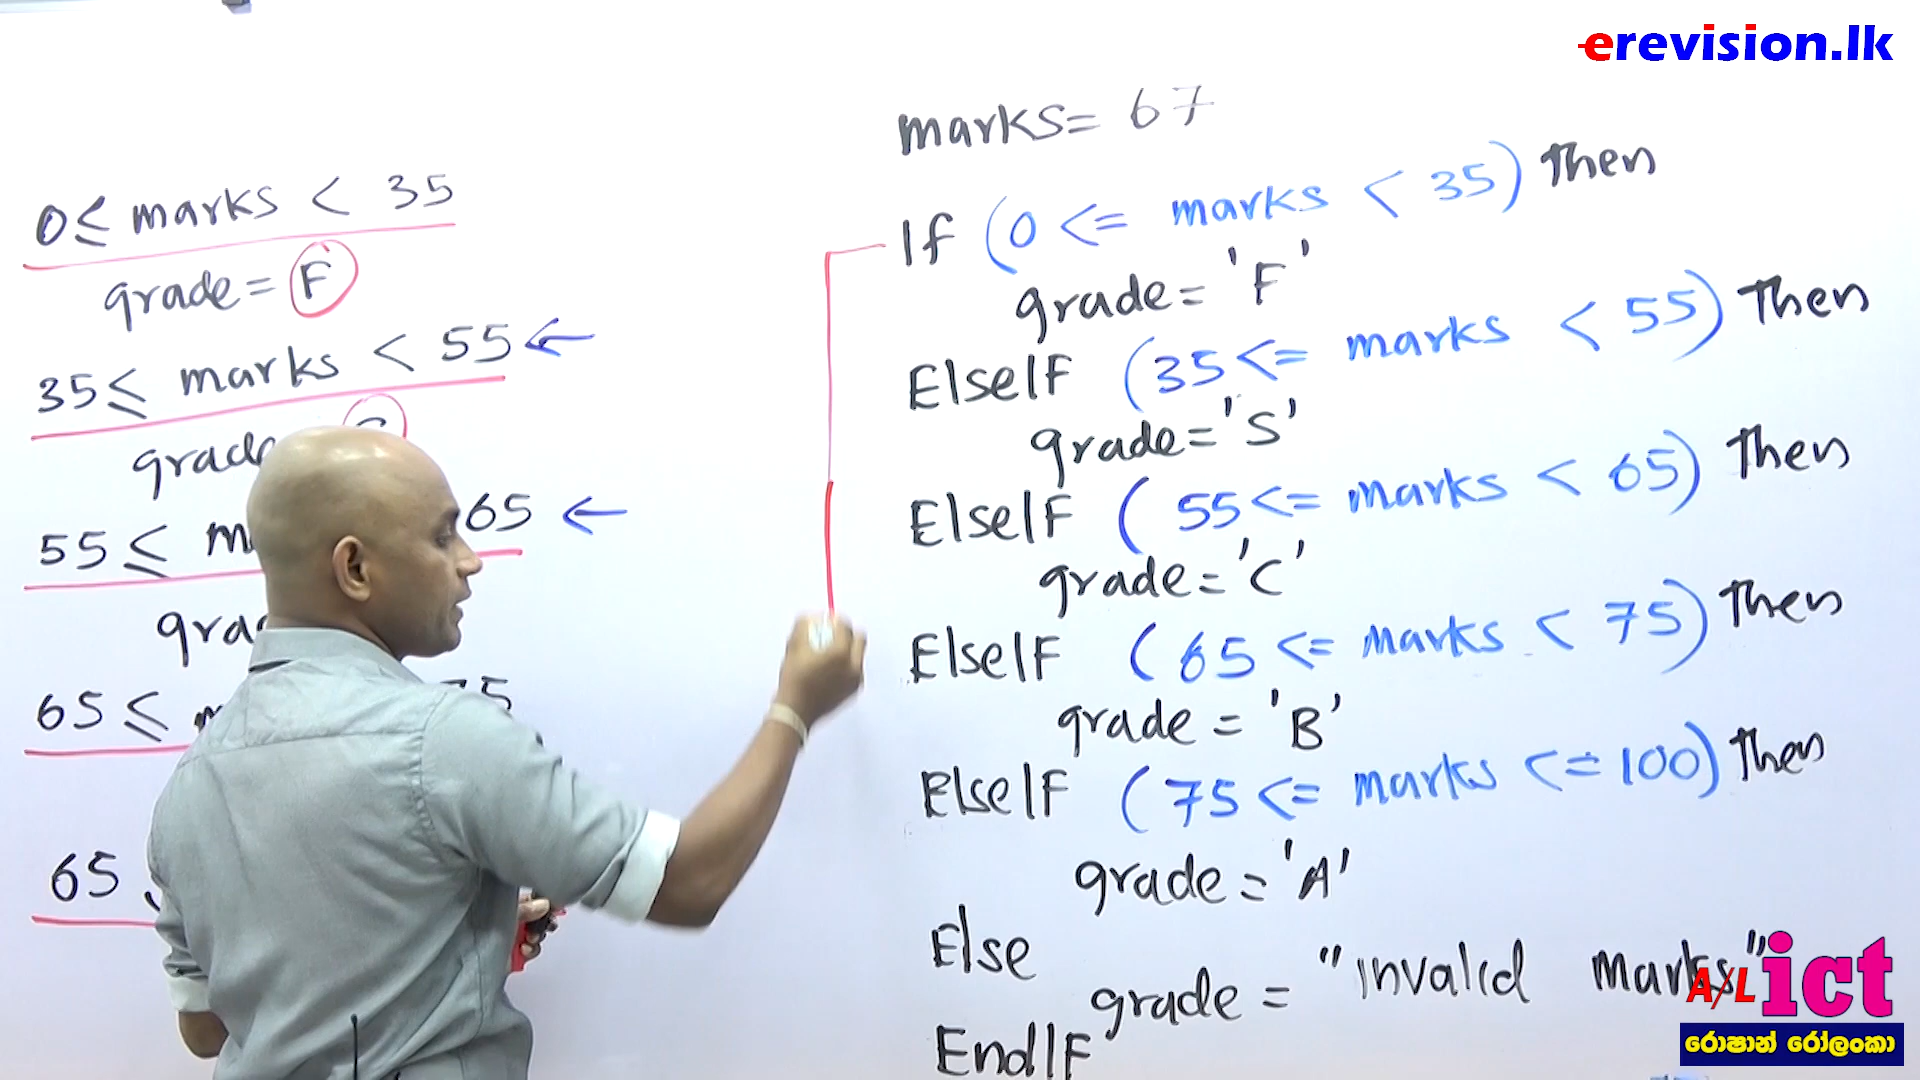 erevision.lk
0≤ marks < 35
grade = F
35≤ marks < 55 ←
55≤ 65 ←
65≤
65
marks= 67
If (0 <= marks < 35) Then
grade= 'F'
ElseIF (35 <= marks < 55) Then
grade= 'S'
ElseIF (55 <= marks < 65) Then
grade= 'C'
ElseIF (65 <= marks < 75) Then
grade = 'B'
ElseIF (75 <= marks <= 100) Then
grade = 'A'
Else
grade = "invalid marks"
EndIF
A/L ict
රොෂාන් රෝලංකා